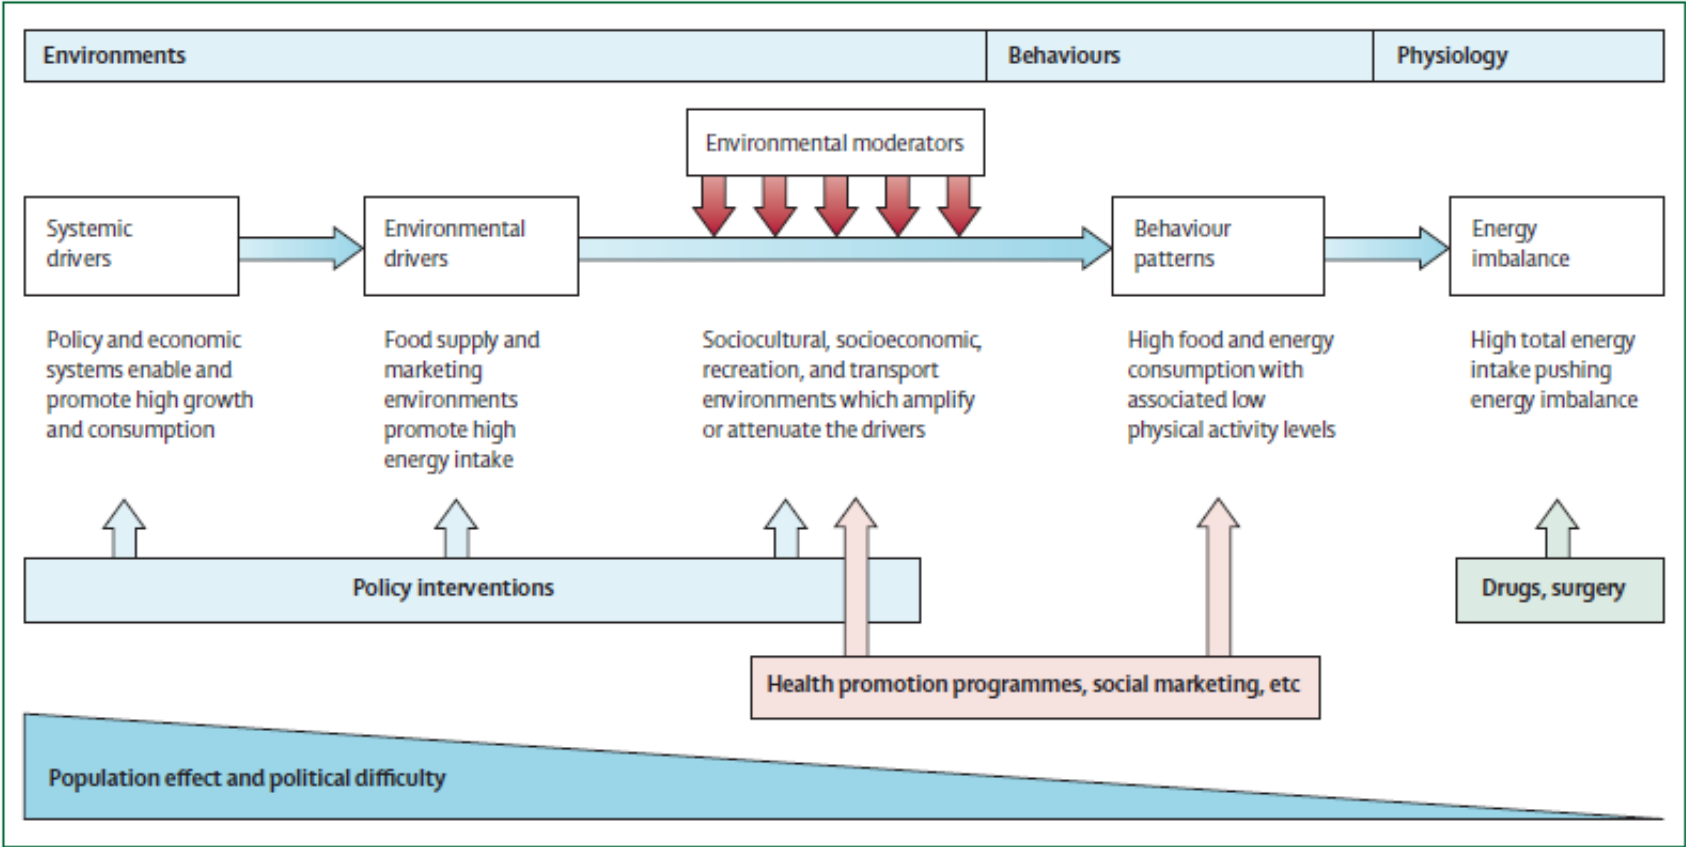 Environments
Behaviours
Physiology
Environmental moderators
Systemic
drivers
Environmental
drivers
Behaviour
patterns
Energy
imbalance
Policy and economic
systems enable and
promote high growth
and consumption
Food supply and
marketing
environments
promote high
energy intake
Sociocultural, socioeconomic,
recreation, and transport
environments which amplify
or attenuate the drivers
High food and energy
consumption with
associated low
physical activity levels
High total energy
intake pushing
energy imbalance
Policy interventions
Drugs, surgery
Health promotion programmes, social marketing, etc
Population effect and political difficulty